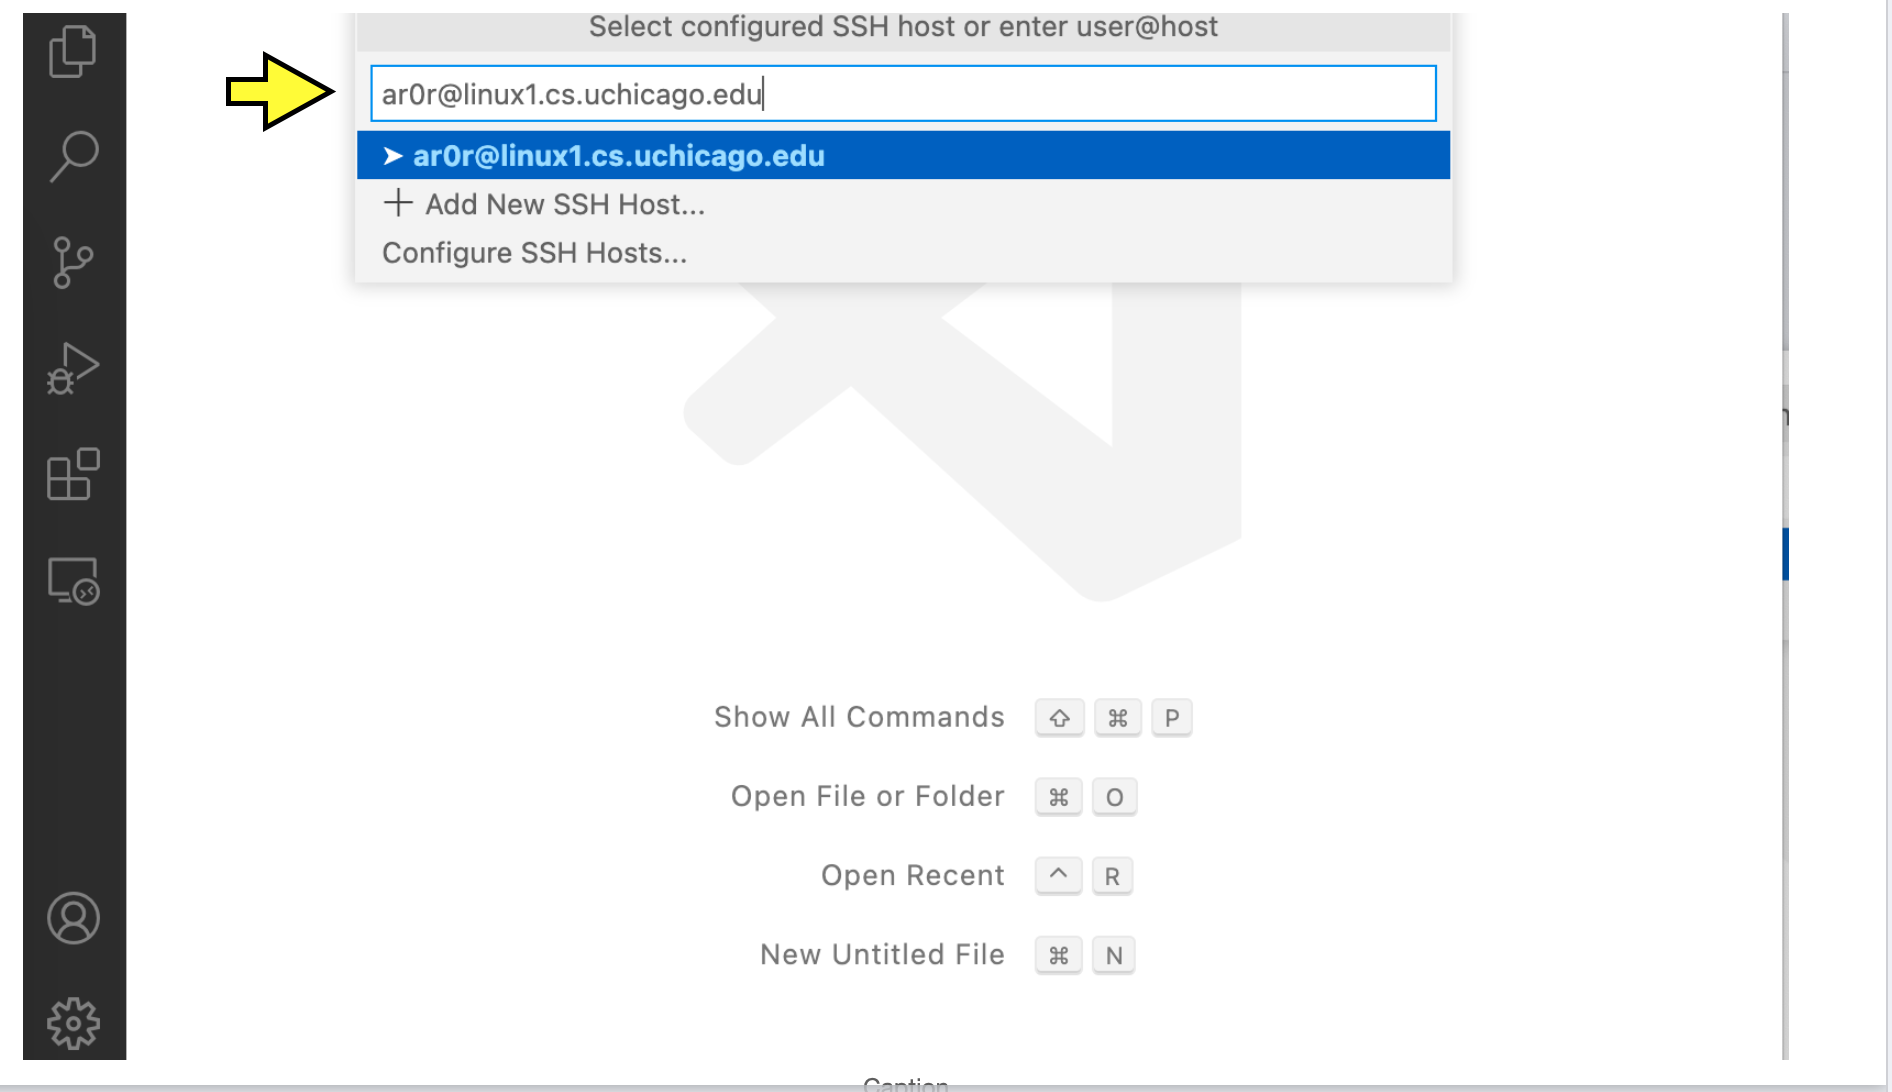 Select configured SSH host or enter user@host
ar0r@linux1.cs.uchicago.edu
➤ ar0r@linux1.cs.uchicago.edu
+ Add New SSH Host...
Configure SSH Hosts...
Show All Commands ⇧ ⌘ P
Open File or Folder ⌘ O
Open Recent ^ R
New Untitled File ⌘ N
Caption